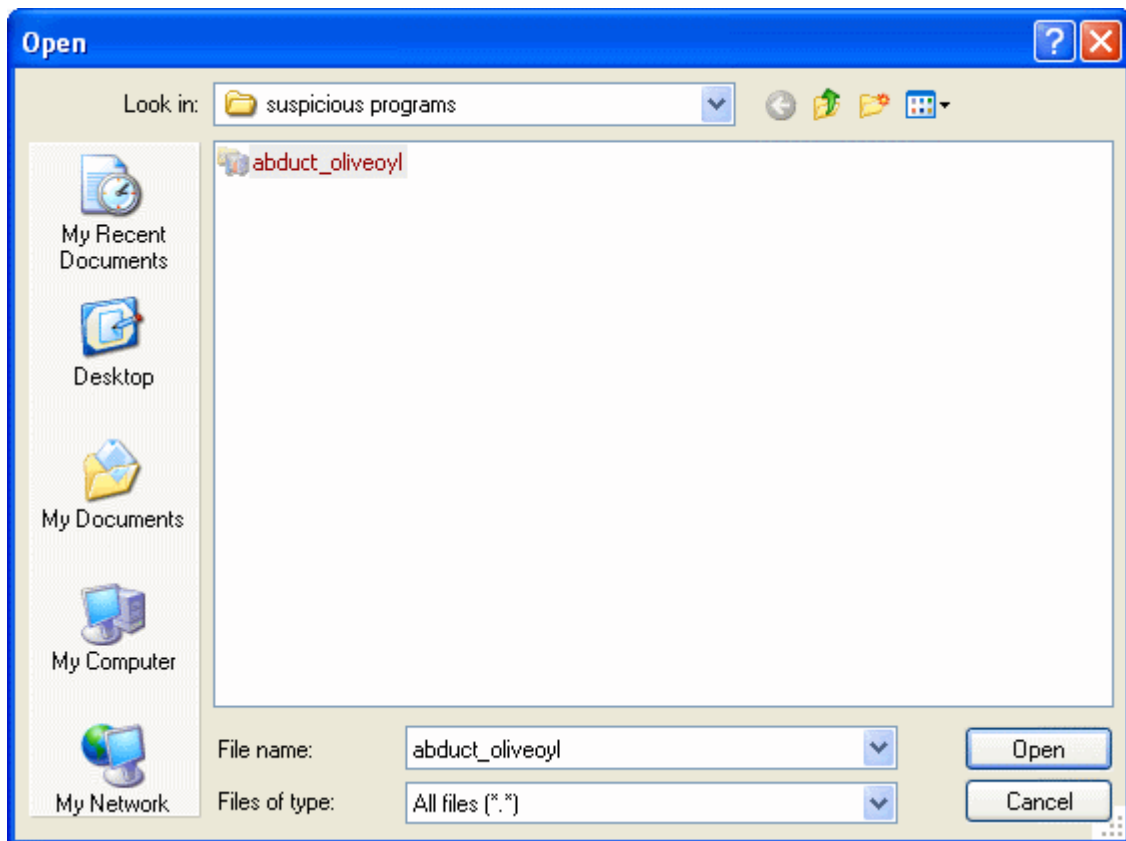 Open
Look in:
suspicious programs
abduct_oliveoyl
My Recent
Documents
Desktop
My Documents
My Computer
My Network
File name:
abduct_oliveoyl
Open
Files of type:
All files (*.*)
Cancel